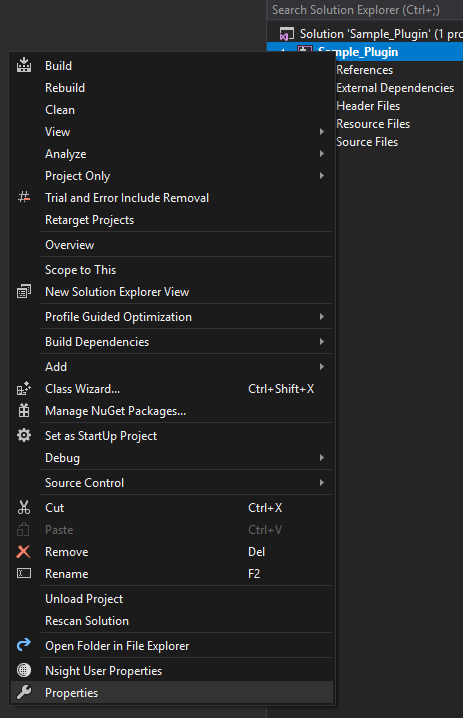 Search Solution Explorer (Ctrl+;)
Solution 'Sample_Plugin' (1 pro
Sample_Plugin
References
External Dependencies
Header Files
Resource Files
Source Files
Build
Rebuild
Clean
View
Analyze
Project Only
Trial and Error Include Removal
Retarget Projects
Overview
Scope to This
New Solution Explorer View
Profile Guided Optimization
Build Dependencies
Add
Class Wizard... Ctrl+Shift+X
Manage NuGet Packages...
Set as StartUp Project
Debug
Source Control
Cut Ctrl+X
Paste Ctrl+V
Remove Del
Rename F2
Unload Project
Rescan Solution
Open Folder in File Explorer
Nsight User Properties
Properties